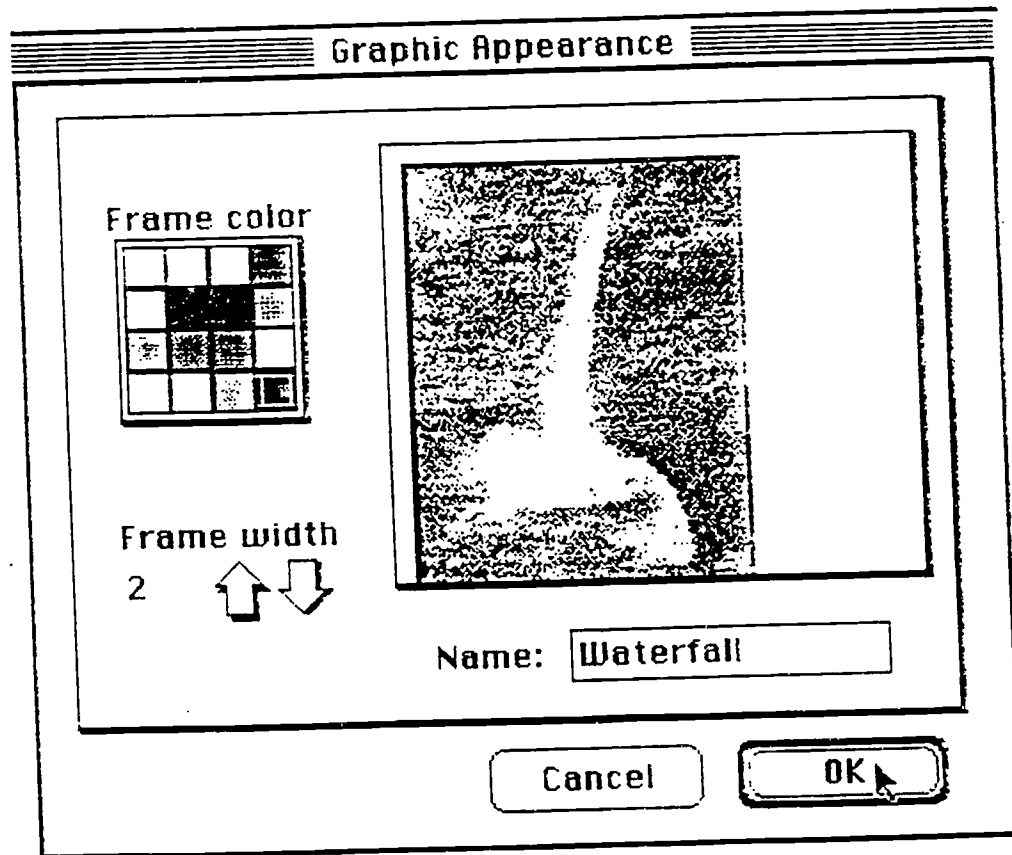 Graphic Appearance
Frame color
Frame width
2
Name: Waterfall
Cancel
OK